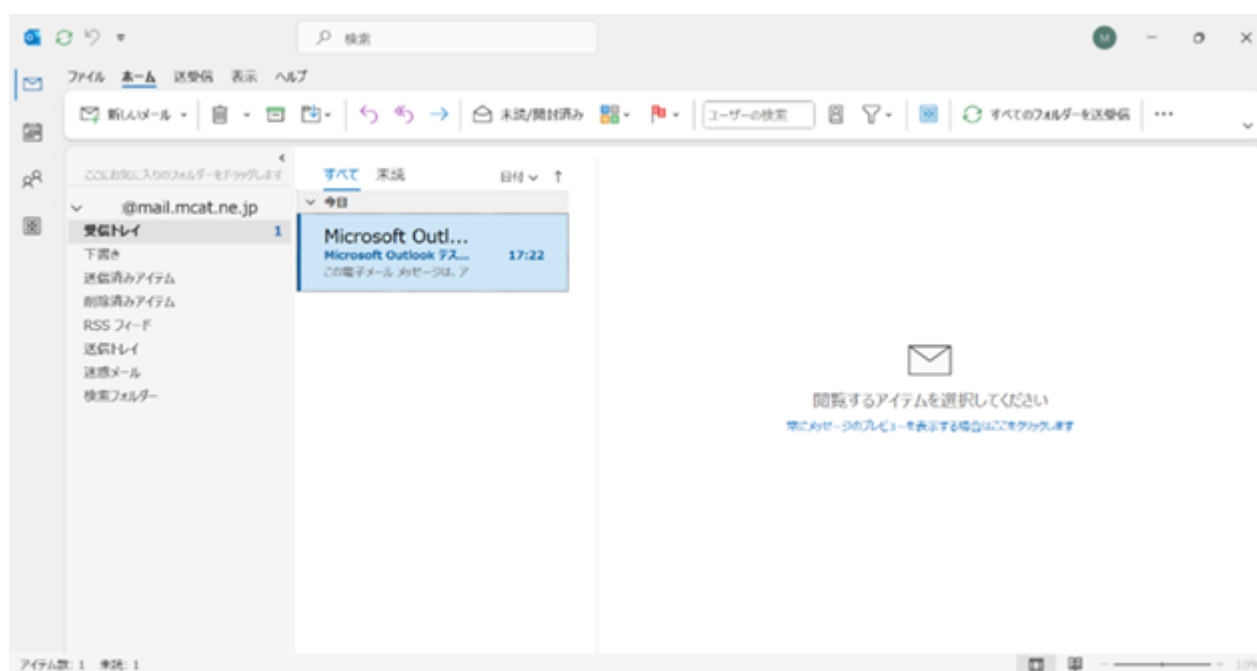 検索
M
ファイル ホーム 送受信 表示 ヘルプ
新しいメール 未読/開封済み ユーザーの検索 すべてのフォルダーを送受信 ...
ここにお気に入りのフォルダーをドラッグします
@mail.mcat.ne.jp
受信トレイ 1
下書き
送信済みアイテム
削除済みアイテム
RSS フィード
送信トレイ
迷惑メール
検索フォルダー
すべて 未読 日付
今日
Microsoft Outl...
Microsoft Outlook テス... 17:22
この電子メール メッセージは、ア
閲覧するアイテムを選択してください
常にメッセージのプレビューを表示する場合はここをクリックします
アイテム数: 1 未読: 1